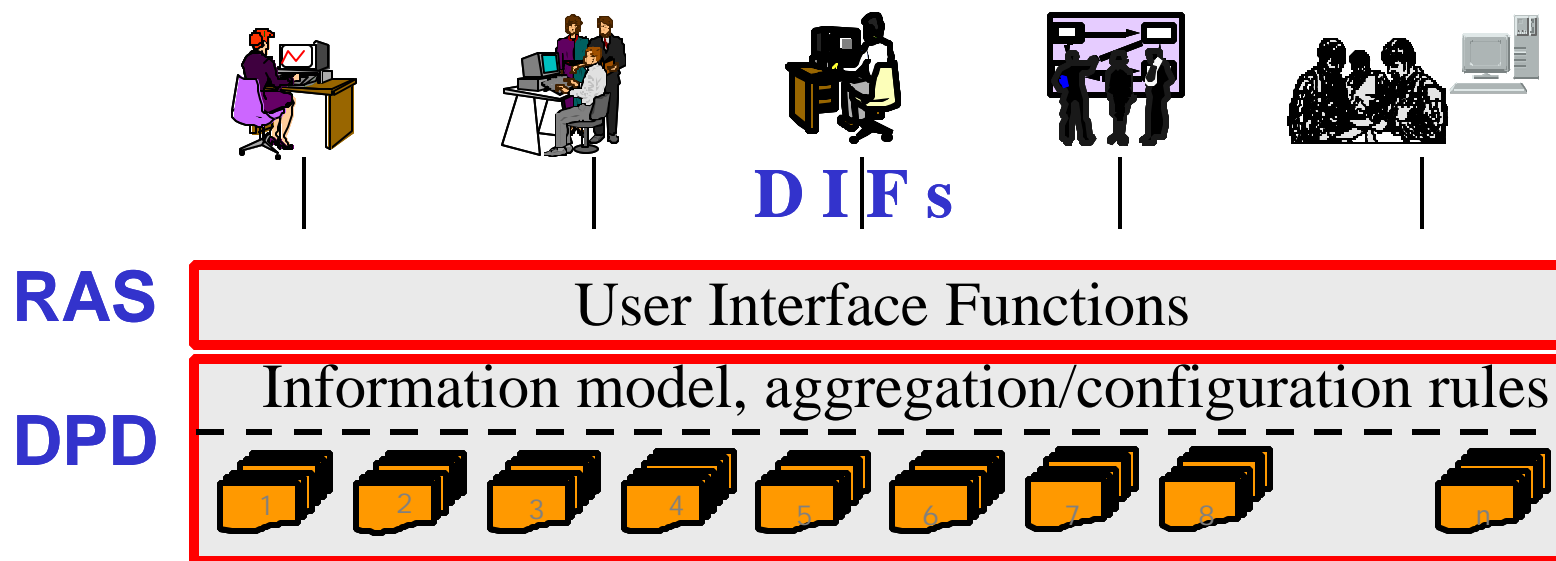 D I F s
RAS
User Interface Functions
Information model, aggregation/configuration rules
DPD
1 2 3 4 5 6 7 8 n